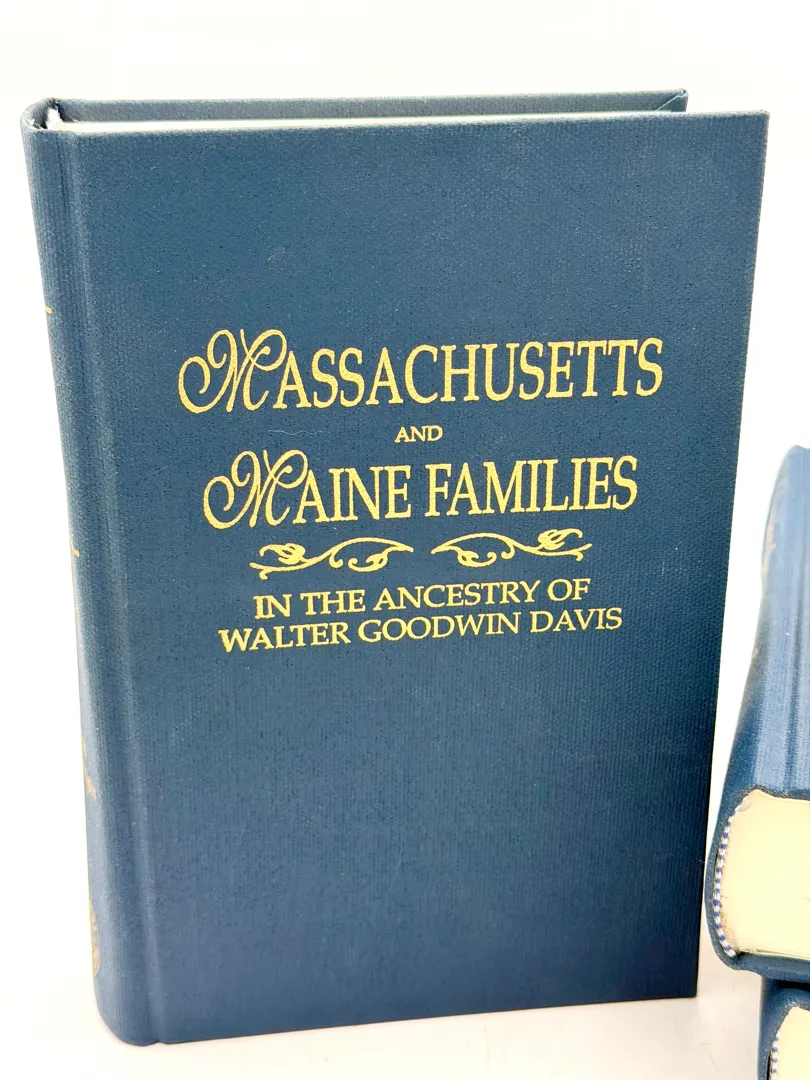 MASSACHUSETTS
AND
MAINE FAMILIES
IN THE ANCESTRY OF
WALTER GOODWIN DAVIS